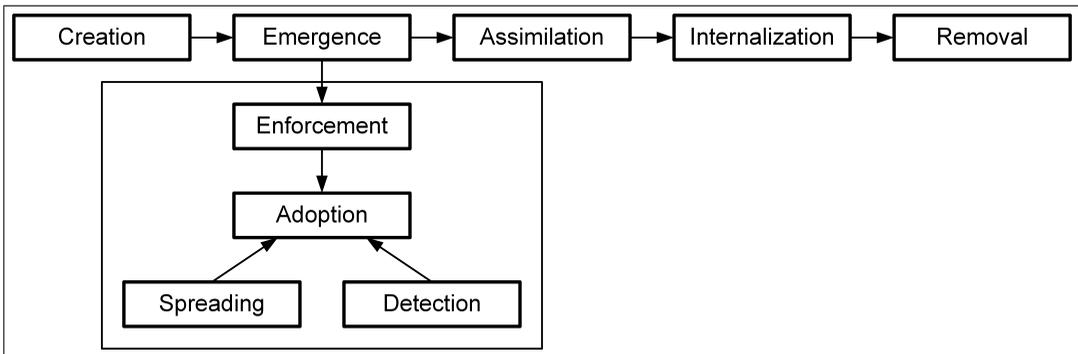 Creation
Emergence
Assimilation
Internalization
Removal
Enforcement
Adoption
Spreading
Detection